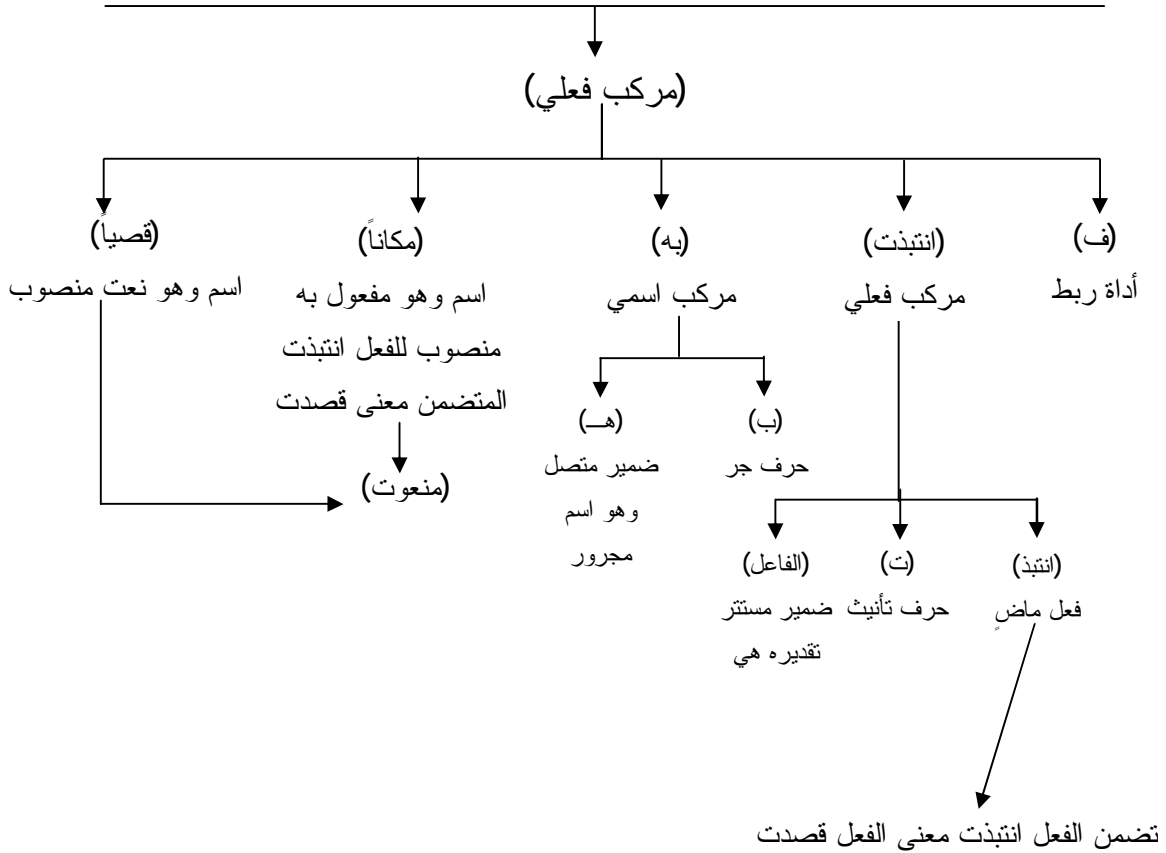 (مركب فعلي)
(ف)
أداة ربط
(انتبذت)
مركب فعلي
(به)
مركب اسمي
(مكاناً)
اسم وهو مفعول به
منصوب للفعل انتبذت
المتضمن معنى قصدت
(قصياً)
اسم وهو نعت منصوب
(منعوت)
(ب)
حرف جر
(هـ)
ضمير متصل
وهو اسم
مجرور
(انتبذ)
فعل ماضٍ
(ت)
حرف تأنيث
(الفاعل)
ضمير مستتر
تقديره هي
تضمن الفعل انتبذت معنى الفعل قصدت